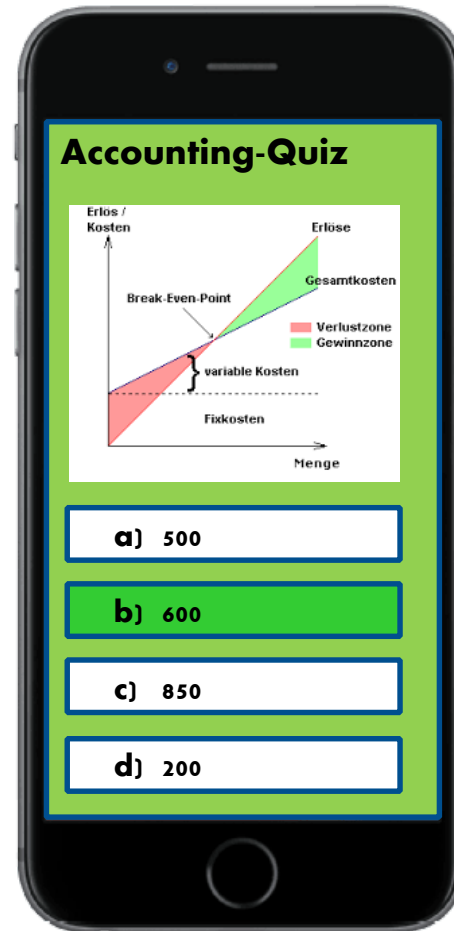 Accounting-Quiz
Erlös /
Kosten
Erlöse
Gesamtkosten
Break-Even-Point
Verlustzone
Gewinnzone
} variable Kosten
Fixkosten
Menge
a) 500
b) 600
c) 850
d) 200